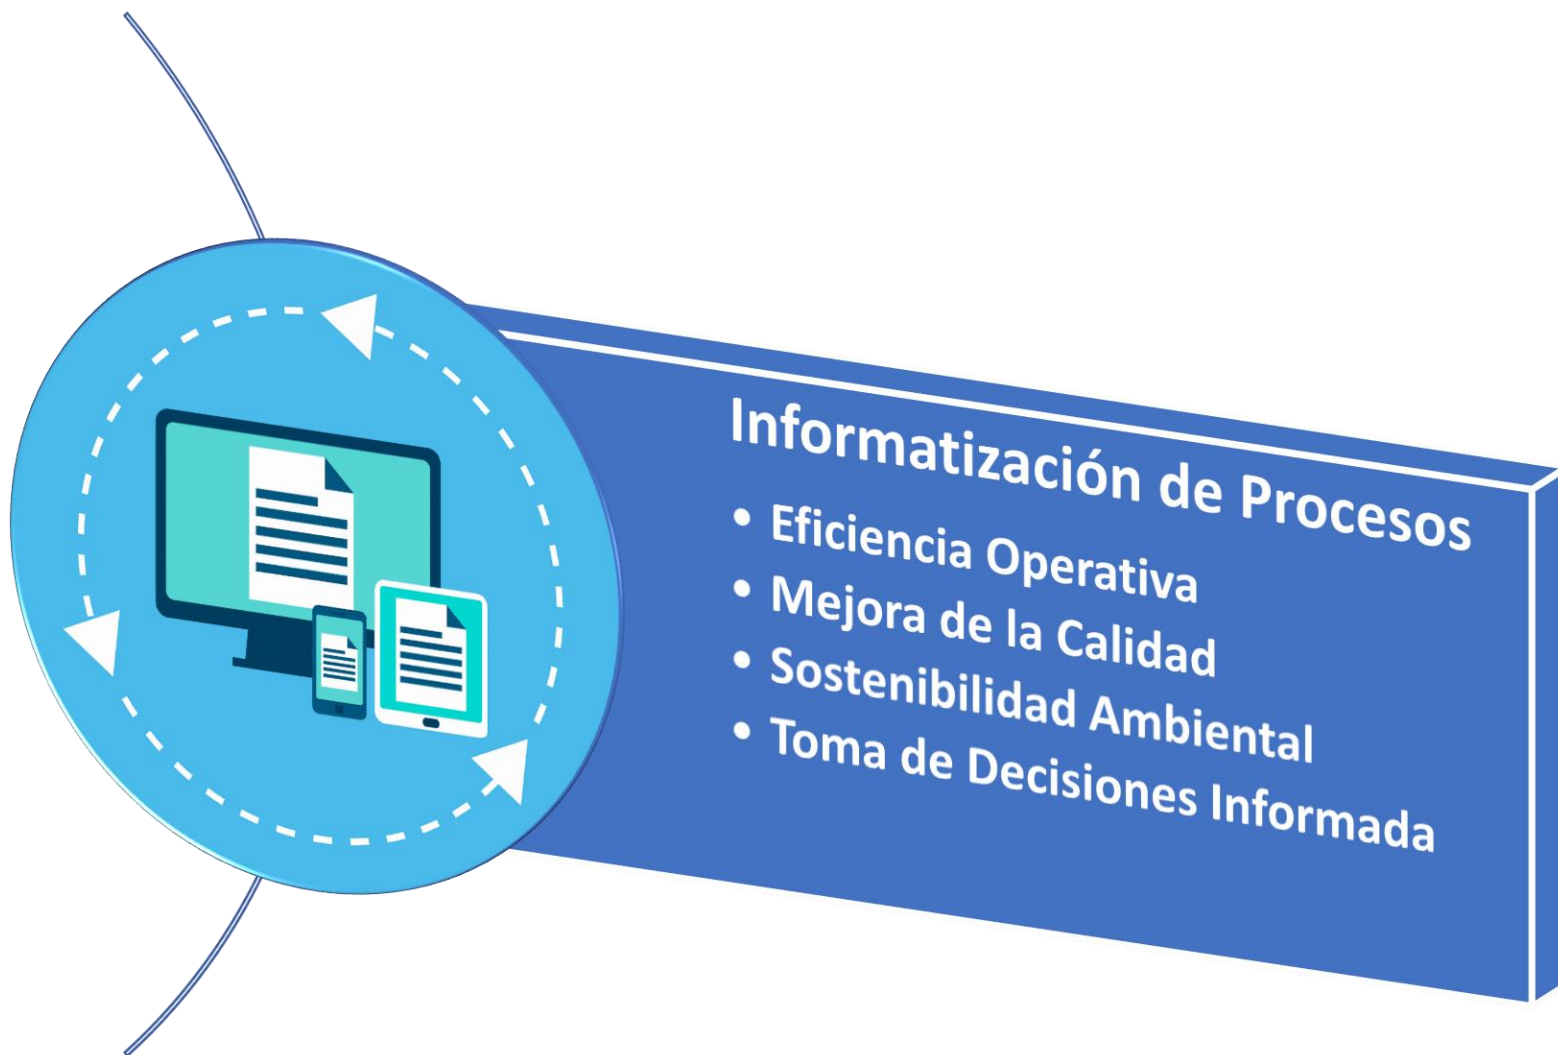 Informatización de Procesos
• Eficiencia Operativa
• Mejora de la Calidad
• Sostenibilidad Ambiental
• Toma de Decisiones Informada